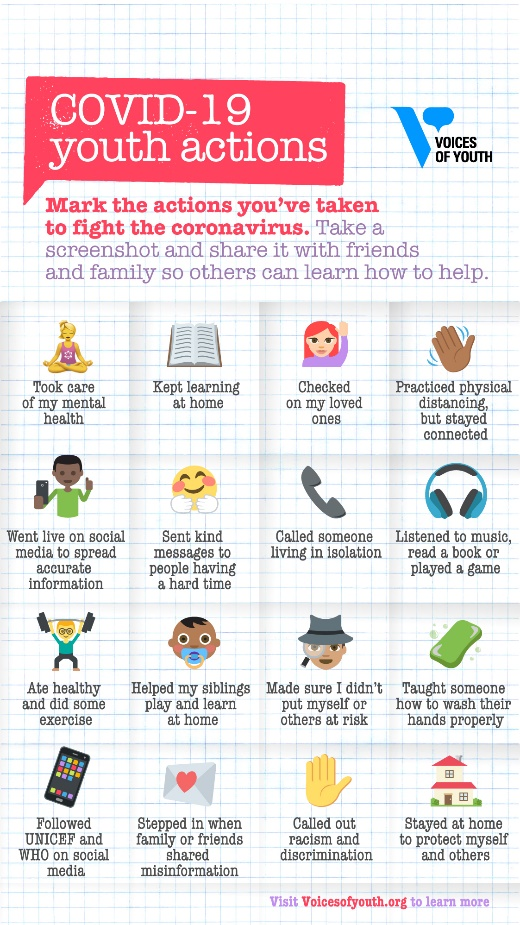 COVID-19
youth actions
VOICES
OF YOUTH
Mark the actions you've taken
to fight the coronavirus. Take a
screenshot and share it with friends
and family so others can learn how to help.
Took care
of my mental
health
Kept learning
at home
Checked
on my loved
ones
Practiced physical
distancing,
but stayed
connected
Went live on social
media to spread
accurate
information
Sent kind
messages to
people having
a hard time
Called someone
living in isolation
Listened to music,
read a book or
played a game
Ate healthy
and did some
exercise
Helped my siblings
play and learn
at home
Made sure I didn't
put myself or
others at risk
Taught someone
how to wash their
hands properly
Followed
UNICEF and
WHO on social
media
Stepped in when
family or friends
shared
misinformation
Called out
racism and
discrimination
Stayed at home
to protect myself
and others
Visit Voicesofyouth.org to learn more